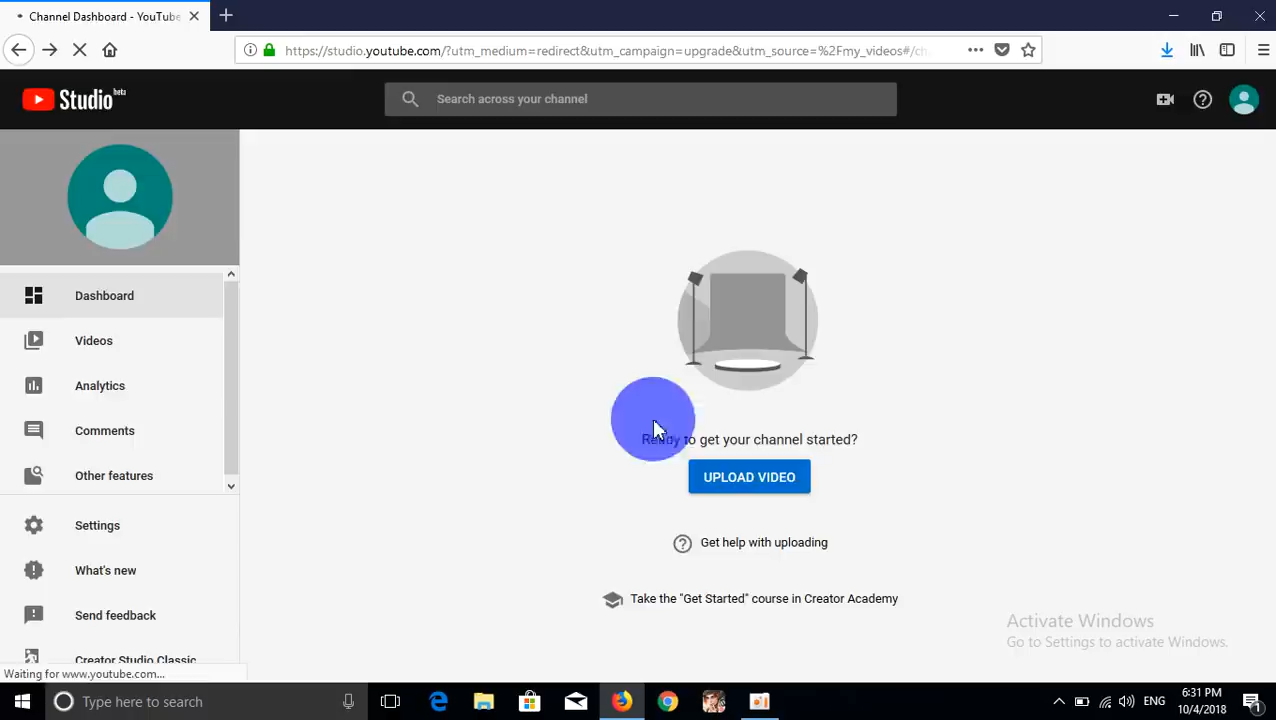 Channel Dashboard - YouTube
https://studio.youtube.com/?utm_medium=redirect&utm_campaign=upgrade&utm_source=%2Fmy_videos#/ch
Studio beta
Search across your channel
Dashboard
Videos
Analytics
Comments
Other features
Settings
What's new
Send feedback
Creator Studio Classic
Waiting for www.youtube.com...
Ready to get your channel started?
UPLOAD VIDEO
Get help with uploading
Take the "Get Started" course in Creator Academy
Activate Windows
Go to Settings to activate Windows.
Type here to search
ENG
6:31 PM
10/4/2018
1